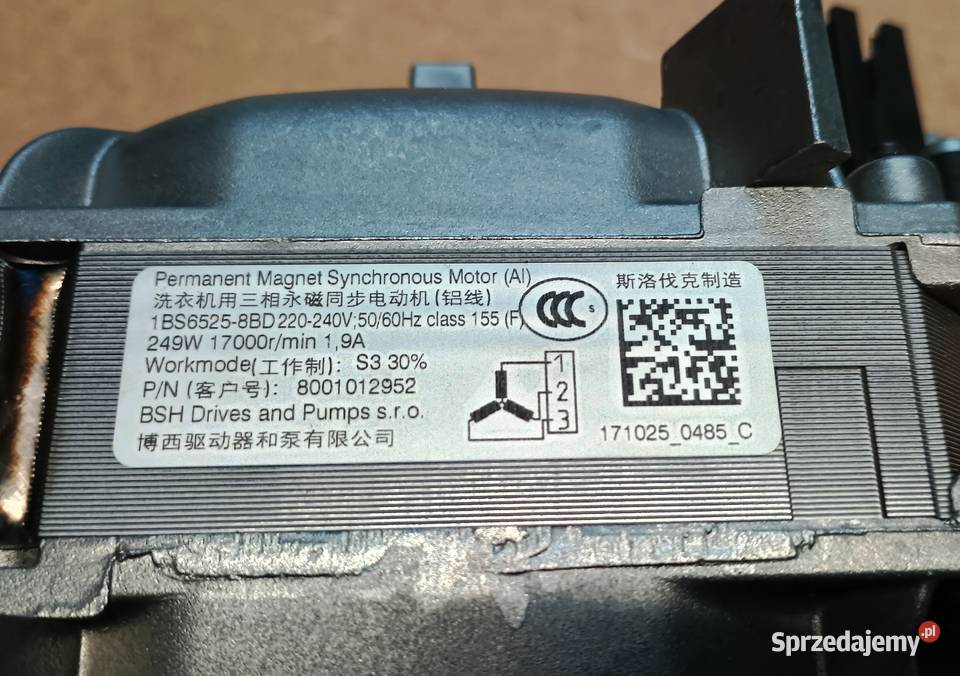 Permanent Magnet Synchronous Motor (Al)
洗衣机用三相永磁同步电动机(铝线)
1BS6525-8BD 220-240V;50/60Hz class 155 (F)
249W 17000r/min 1,9A
Workmode(工作制): S3 30%
P/N (客户号): 8001012952
BSH Drives and Pumps s.r.o.
博西驱动器和泵有限公司
CCC S
1
2
3
斯洛伐克制造
171025_0485_C
Sprzedajemy.pl